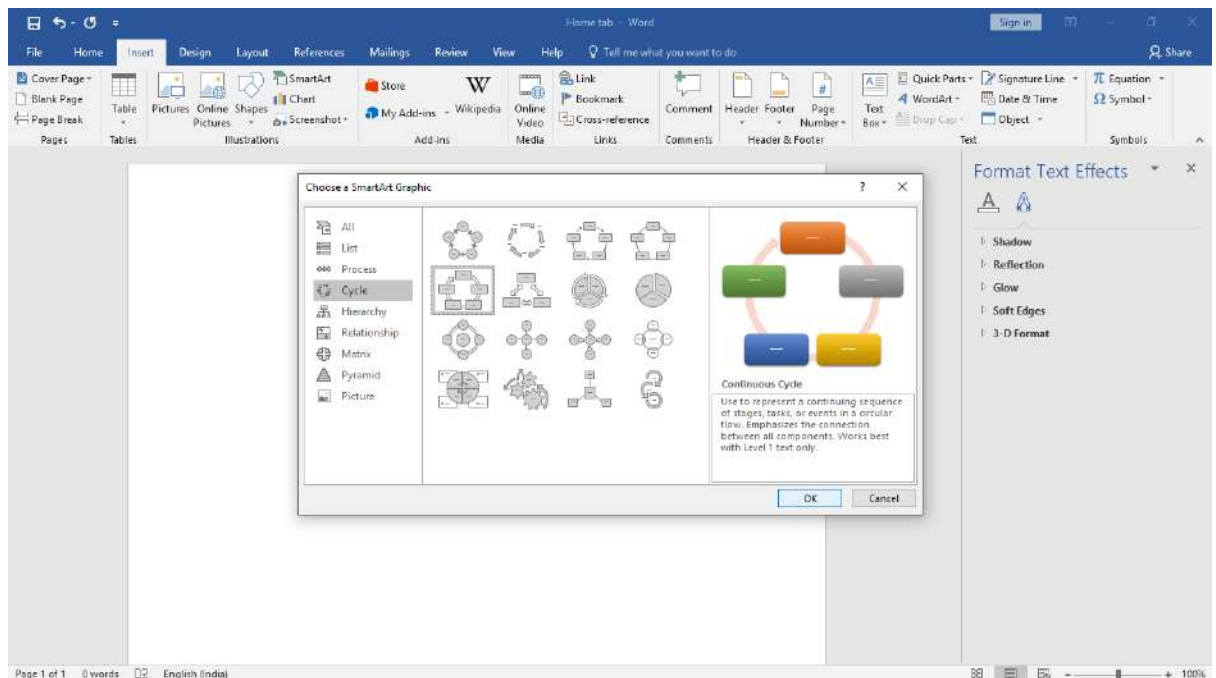 Home tab - Word
Sign in
File Home Insert Design Layout References Mailings Review View Help Tell me what you want to do Share
Cover Page
Blank Page
Page Break
Pages
Table
Tables
Pictures
Online Pictures
Shapes
SmartArt
Chart
Screenshot
Illustrations
Store
My Add-ins
W
Wikipedia
Add-ins
Online Video
Media
Link
Bookmark
Cross-reference
Links
Comment
Comments
Header
Footer
Page Number
Header & Footer
Text Box
Quick Parts
WordArt
Drop Cap
Signature Line
Date & Time
Object
Text
Equation
Symbol
Symbols
Choose a SmartArt Graphic
All
List
Process
Cycle
Hierarchy
Relationship
Matrix
Pyramid
Picture
Continuous Cycle
Use to represent a continuing sequence
of stages, tasks, or events in a circular
flow. Emphasizes the connection
between all components. Works best
with Level 1 text only.
OK Cancel
Format Text Effects
Shadow
Reflection
Glow
Soft Edges
3-D Format
Page 1 of 1 0 words English (India) 100%